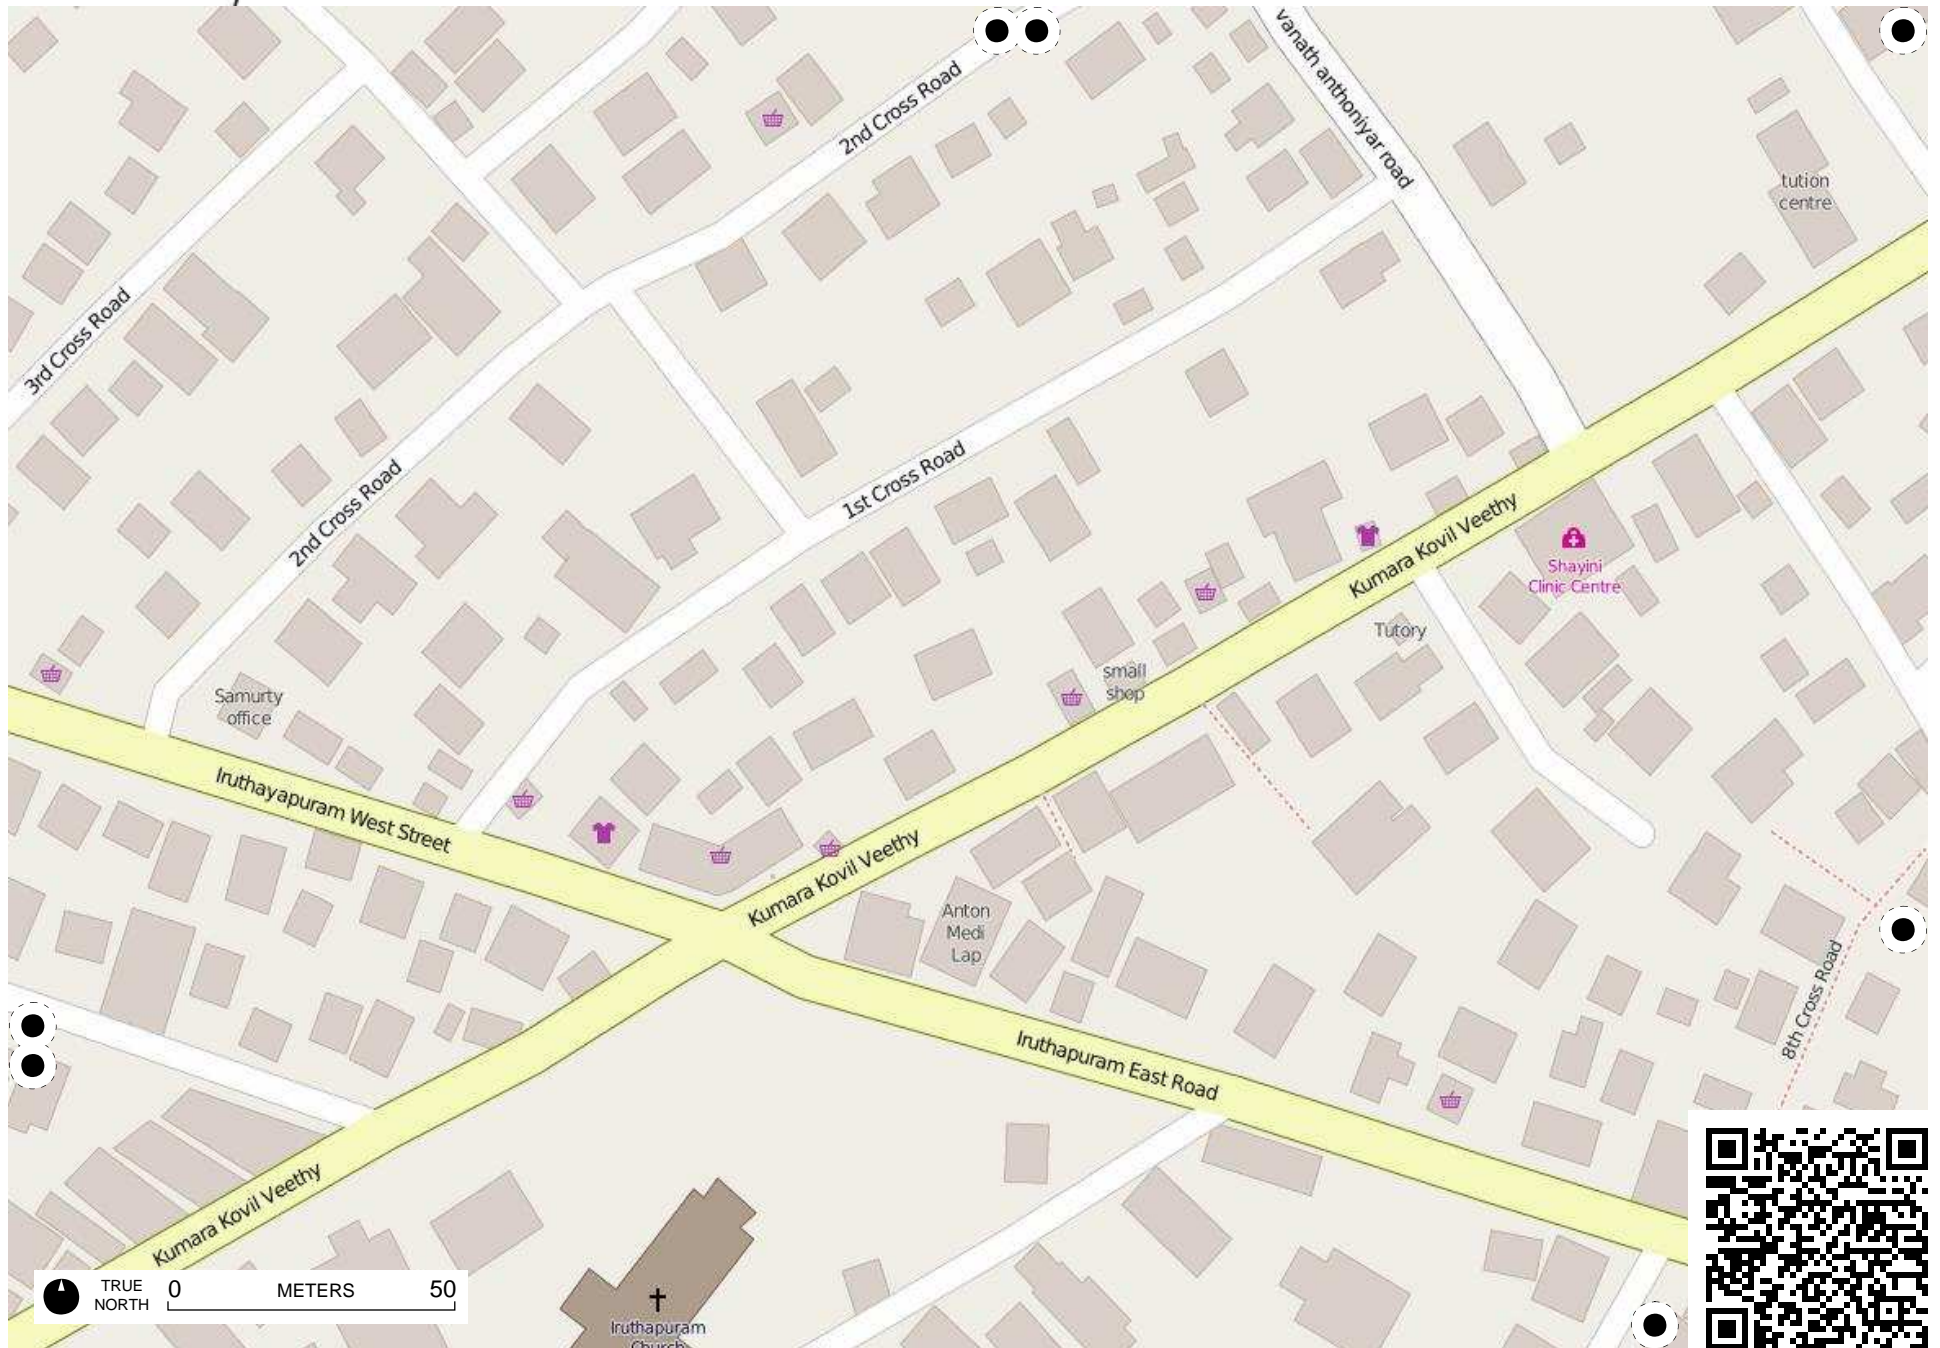 vanath anthoniyar road
2nd Cross Road
tution
centre
3rd Cross Road
1st Cross Road
2nd Cross Road
Kumara Kovil Veethy
Shayini
Clinic Centre
Tutory
small
shop
Samurty
office
Iruthayapuram West Street
Kumara Kovil Veethy
Anton
Medi
Lap
8th Cross Road
Iruthapuram East Road
Kumara Kovil Veethy
TRUE
NORTH
0 METERS 50
Iruthapuram
Church